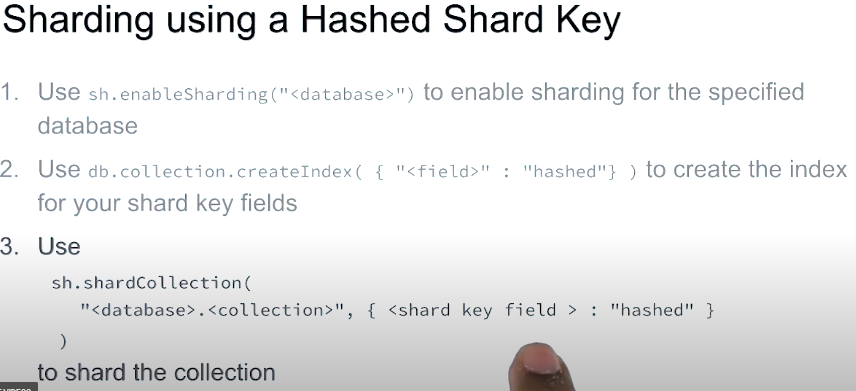 Sharding using a Hashed Shard Key
1. Use sh.enableSharding("<database>") to enable sharding for the specified
database
2. Use db.collection.createIndex( { "<field>" : "hashed"} ) to create the index
for your shard key fields
3. Use
sh.shardCollection(
"<database>.<collection>", { <shard key field > : "hashed" }
)
to shard the collection